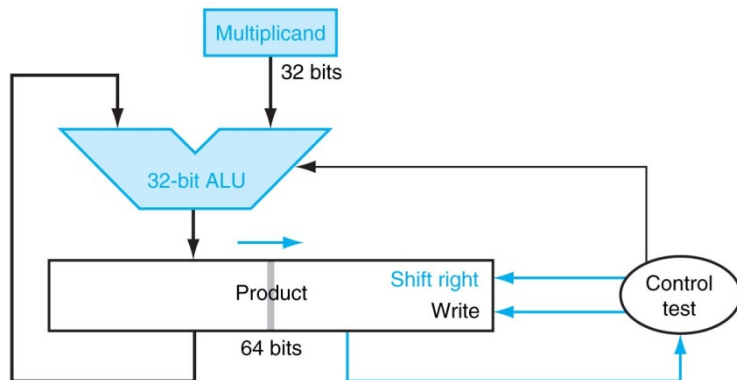 Multiplicand
32 bits
32-bit ALU
Shift right
Product
Write
64 bits
Control
test